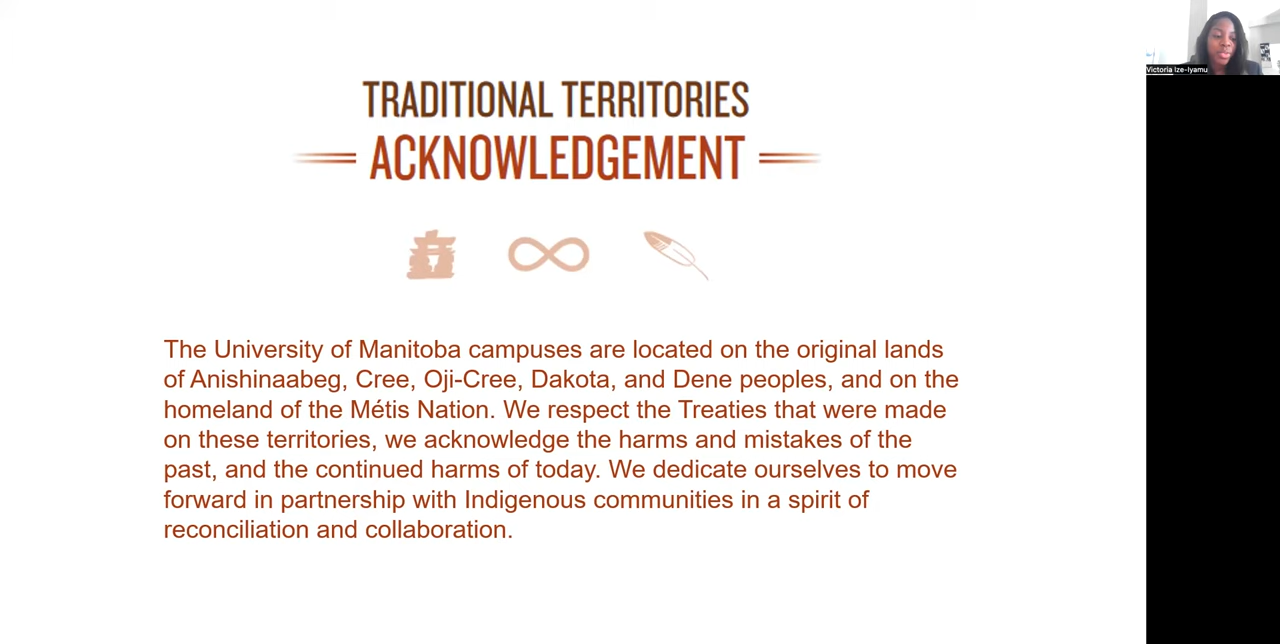 TRADITIONAL TERRITORIES
ACKNOWLEDGEMENT
Victoria Ize-Iyamu
The University of Manitoba campuses are located on the original lands
of Anishinaabeg, Cree, Oji-Cree, Dakota, and Dene peoples, and on the
homeland of the Métis Nation. We respect the Treaties that were made
on these territories, we acknowledge the harms and mistakes of the
past, and the continued harms of today. We dedicate ourselves to move
forward in partnership with Indigenous communities in a spirit of
reconciliation and collaboration.